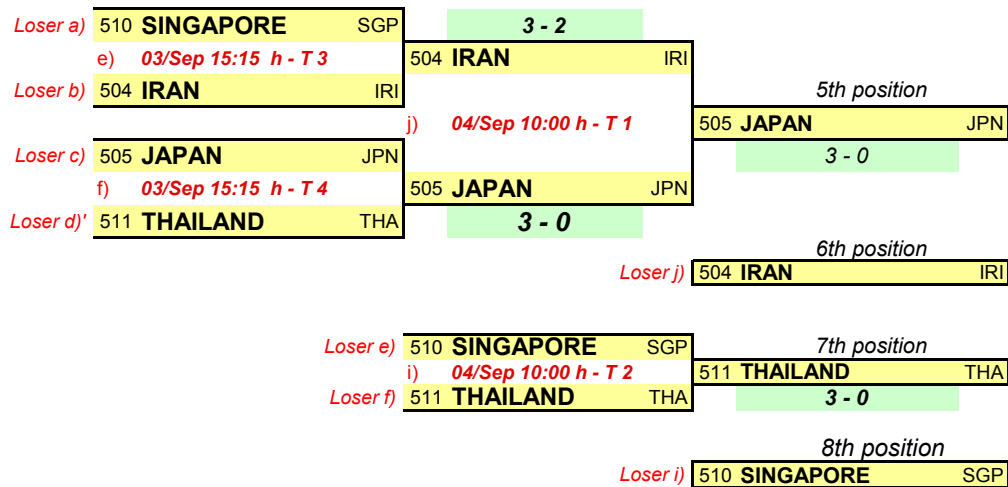 Loser a) 510 SINGAPORE SGP 3 - 2
e) 03/Sep 15:15 h - T 3 504 IRAN IRI
Loser b) 504 IRAN IRI 5th position
j) 04/Sep 10:00 h - T 1 505 JAPAN JPN
Loser c) 505 JAPAN JPN 3 - 0
f) 03/Sep 15:15 h - T 4 505 JAPAN JPN
Loser d)' 511 THAILAND THA 3 - 0
6th position
Loser j) 504 IRAN IRI
Loser e) 510 SINGAPORE SGP 7th position
i) 04/Sep 10:00 h - T 2 511 THAILAND THA
Loser f) 511 THAILAND THA 3 - 0
8th position
Loser i) 510 SINGAPORE SGP